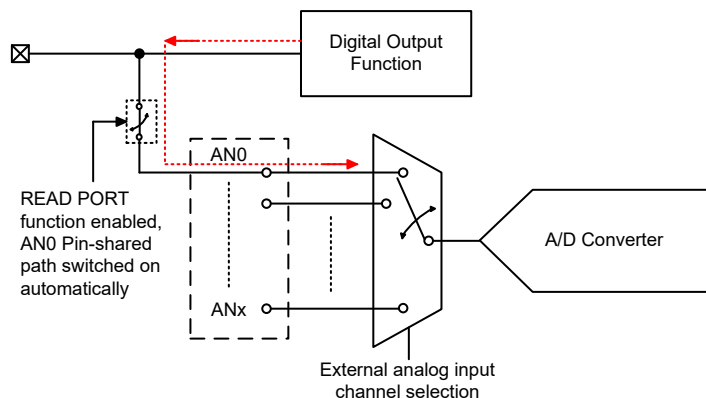 Digital Output
Function
AN0
READ PORT
function enabled,
AN0 Pin-shared
path switched on
automatically
A/D Converter
ANx
External analog input
channel selection